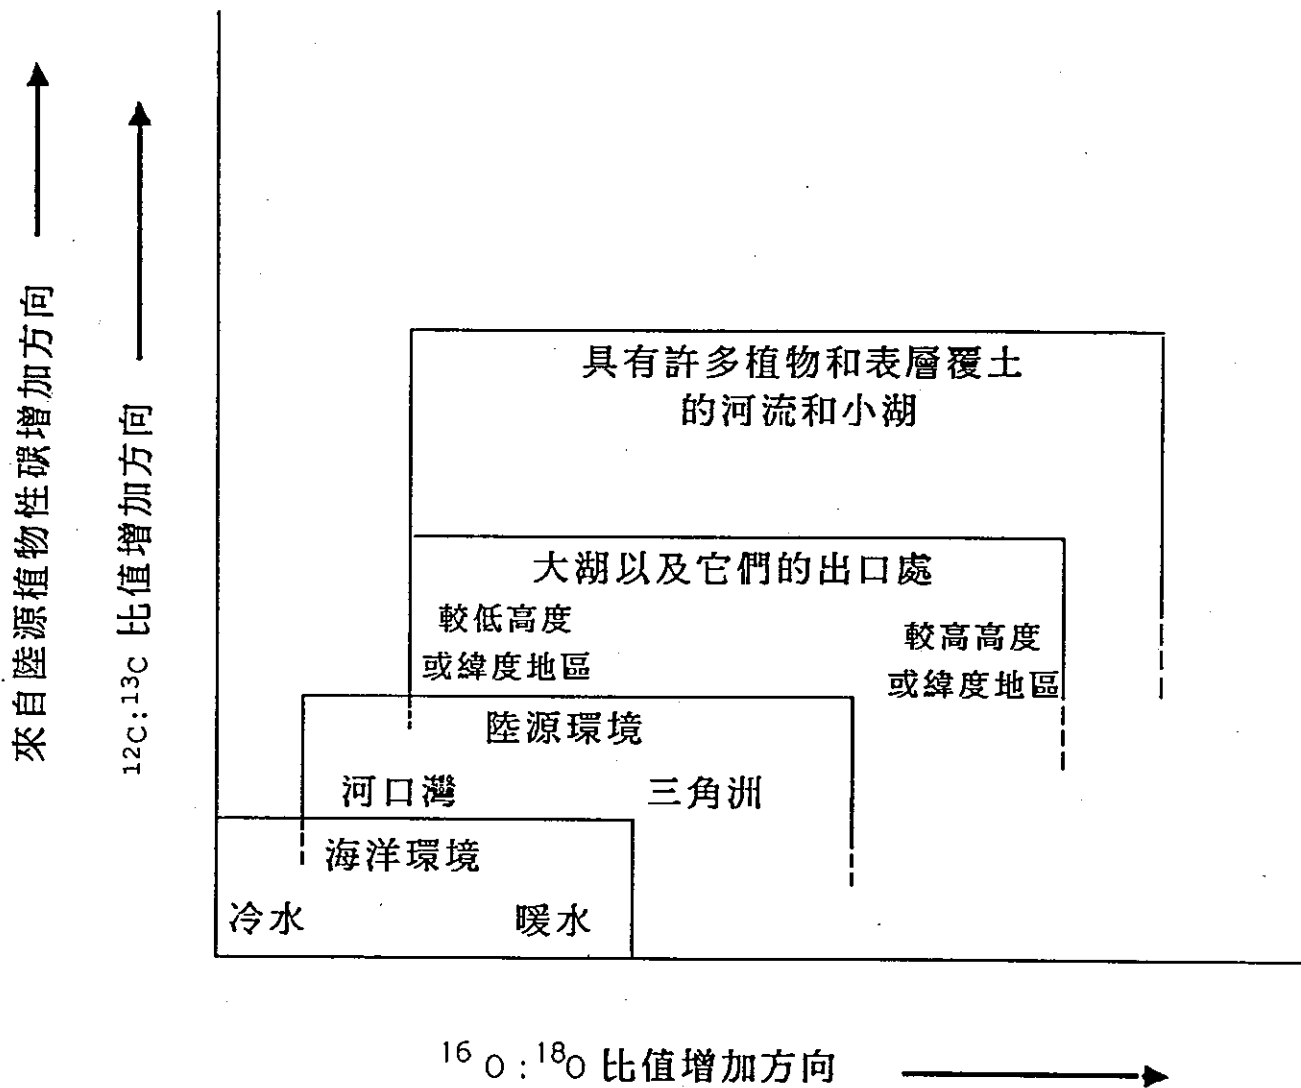 來自陸源植物性碳增加方向
12C:13C 比值增加方向
具有許多植物和表層覆土
的河流和小湖
大湖以及它們的出口處
較低高度
或緯度地區
較高高度
或緯度地區
陸源環境
河口灣
三角洲
海洋環境
冷水
暖水
16 O : 18O 比值增加方向